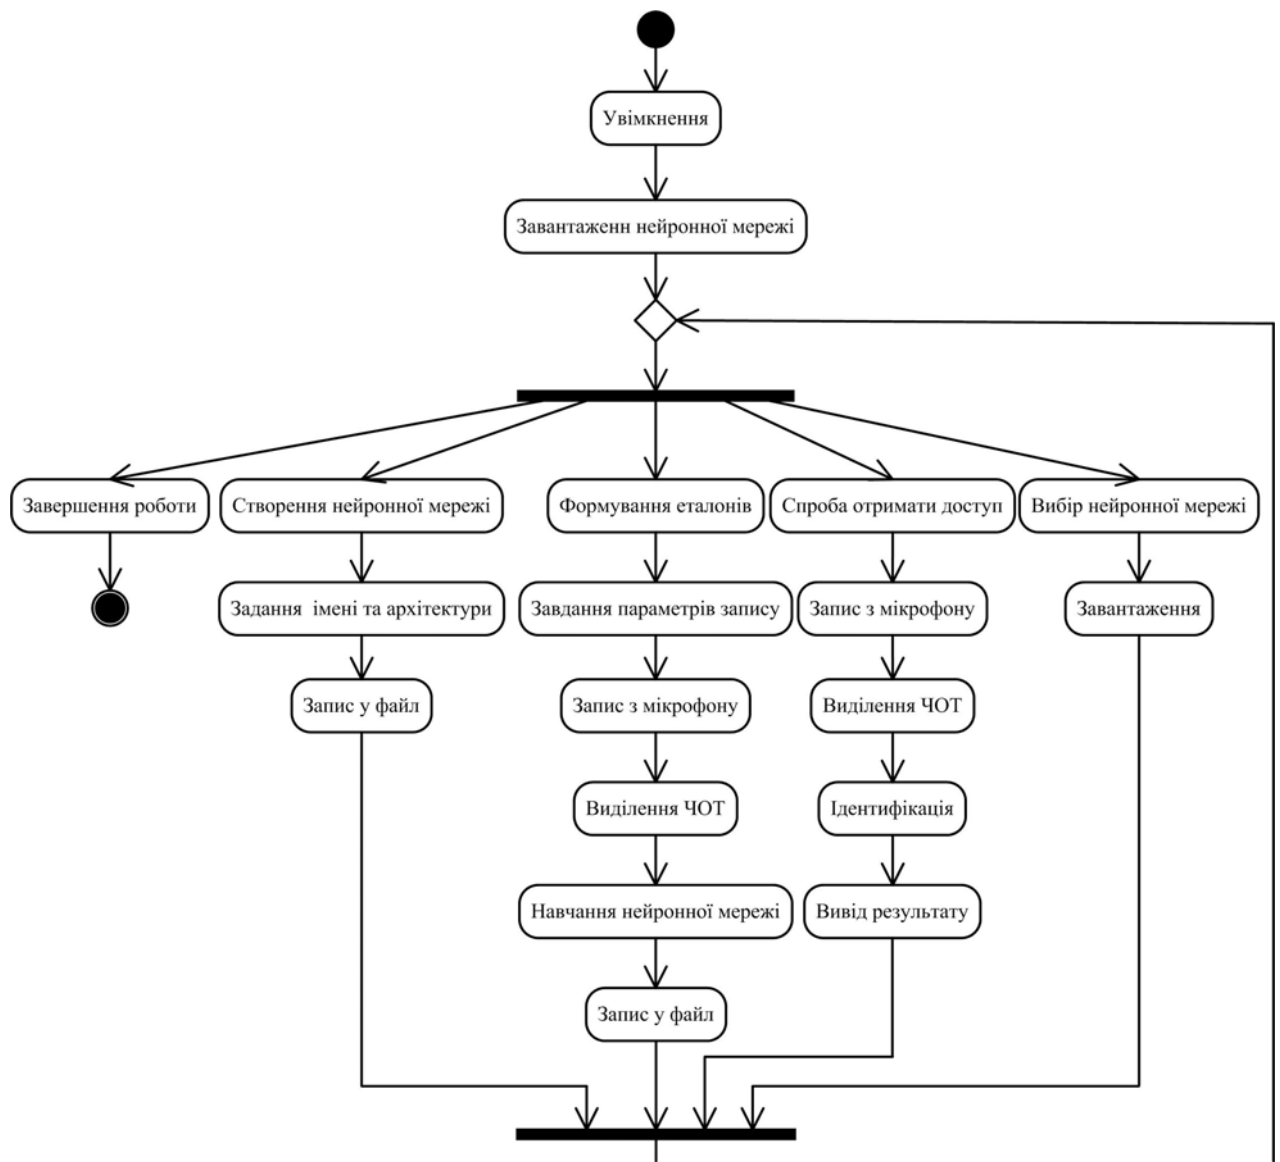 Увімкнення
Завантаженн нейронної мережі
Завершення роботи
Створення нейронної мережі
Формування еталонів
Спроба отримати доступ
Вибір нейронної мережі
Задання імені та архітектури
Завдання параметрів запису
Запис з мікрофону
Завантаження
Запис у файл
Запис з мікрофону
Виділення ЧОТ
Виділення ЧОТ
Ідентифікація
Навчання нейронної мережі
Вивід результату
Запис у файл